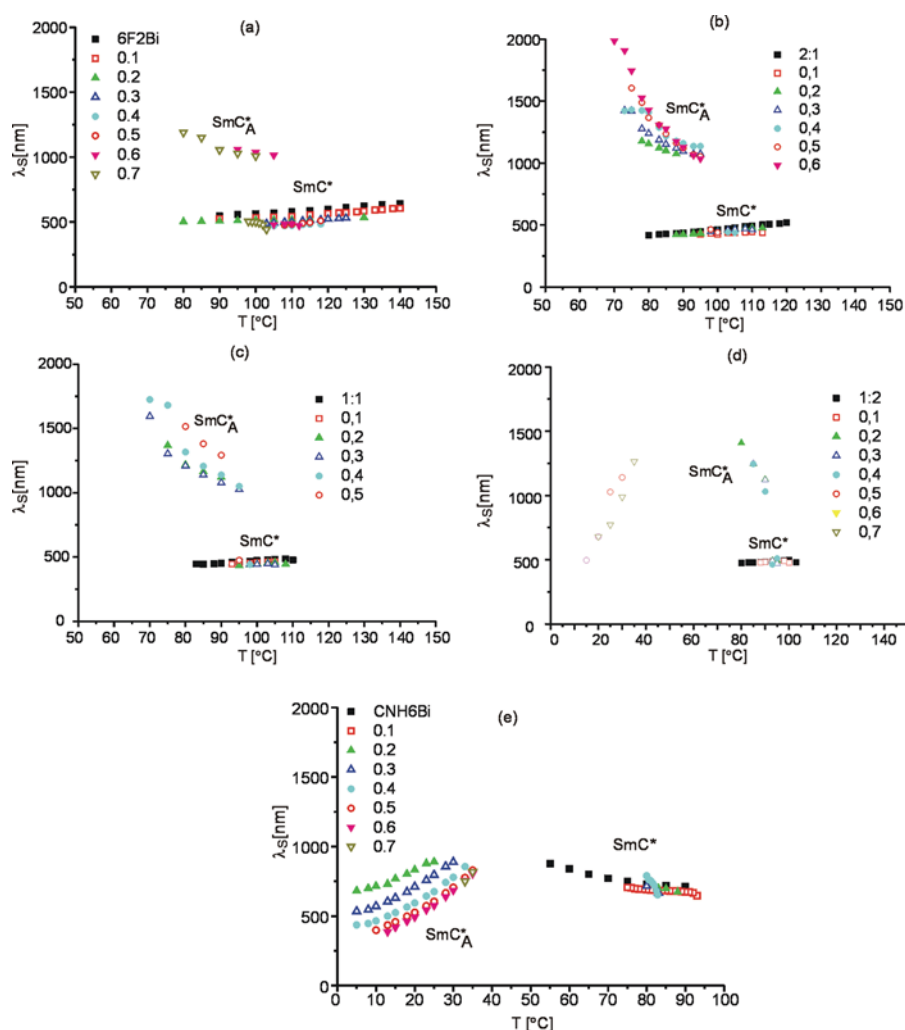 (a)
6F2Bi
0.1
0.2
0.3
0.4
0.5
0.6
0.7
SmC*A
SmC*
2000
1500
1000
500
0
λS[nm]
50 60 70 80 90 100 110 120 130 140 150
T [°C]
(b)
2:1
0,1
0,2
0,3
0,4
0,5
0,6
SmC*A
SmC*
2000
1500
1000
500
0
λS[nm]
50 60 70 80 90 100 110 120 130 140 150
T [°C]
(c)
1:1
0,1
0,2
0,3
0,4
0,5
SmC*A
SmC*
2000
1500
1000
500
0
λS[nm]
50 60 70 80 90 100 110 120 130 140 150
T [°C]
(d)
1:2
0,1
0,2
0,3
0,4
0,5
0,6
0,7
SmC*A
SmC*
2000
1500
1000
500
0
λS[nm]
0 20 40 60 80 100 120 140
T [°C]
(e)
CNH6Bi
0.1
0.2
0.3
0.4
0.5
0.6
0.7
SmC*
SmC*A
2000
1500
1000
500
0
λS[nm]
0 10 20 30 40 50 60 70 80 90 100
T [°C]